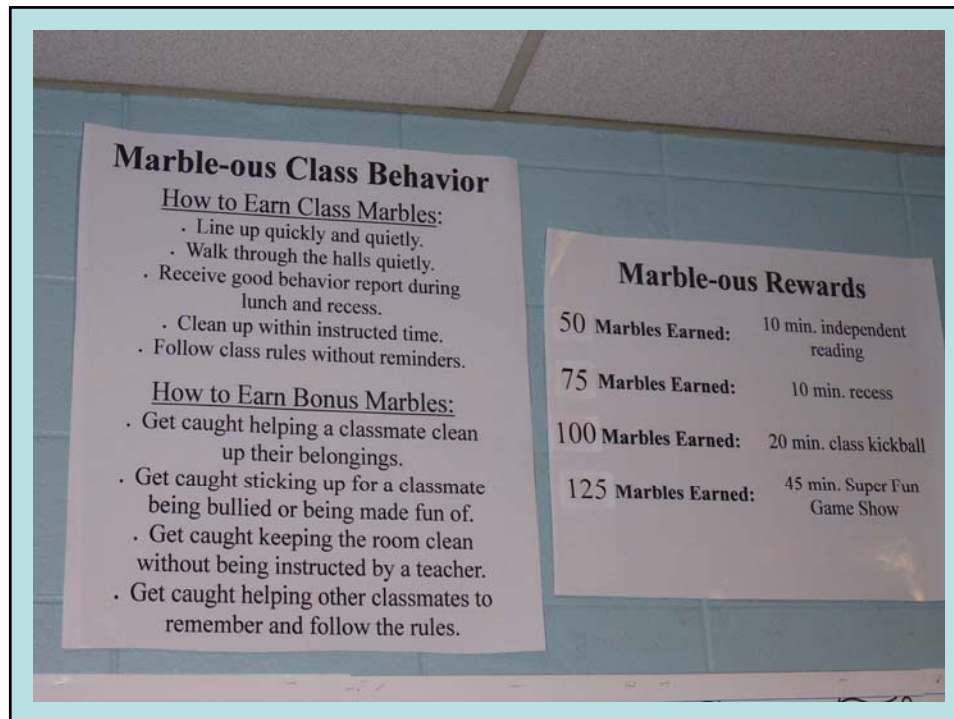 Marble-ous Class Behavior
How to Earn Class Marbles:
. Line up quickly and quietly.
. Walk through the halls quietly.
. Receive good behavior report during
lunch and recess.
. Clean up within instructed time.
. Follow class rules without reminders.
How to Earn Bonus Marbles:
. Get caught helping a classmate clean
up their belongings.
. Get caught sticking up for a classmate
being bullied or being made fun of.
. Get caught keeping the room clean
without being instructed by a teacher.
. Get caught helping other classmates to
remember and follow the rules.
Marble-ous Rewards
50 Marbles Earned: 10 min. independent
reading
75 Marbles Earned: 10 min. recess
100 Marbles Earned: 20 min. class kickball
125 Marbles Earned: 45 min. Super Fun
Game Show